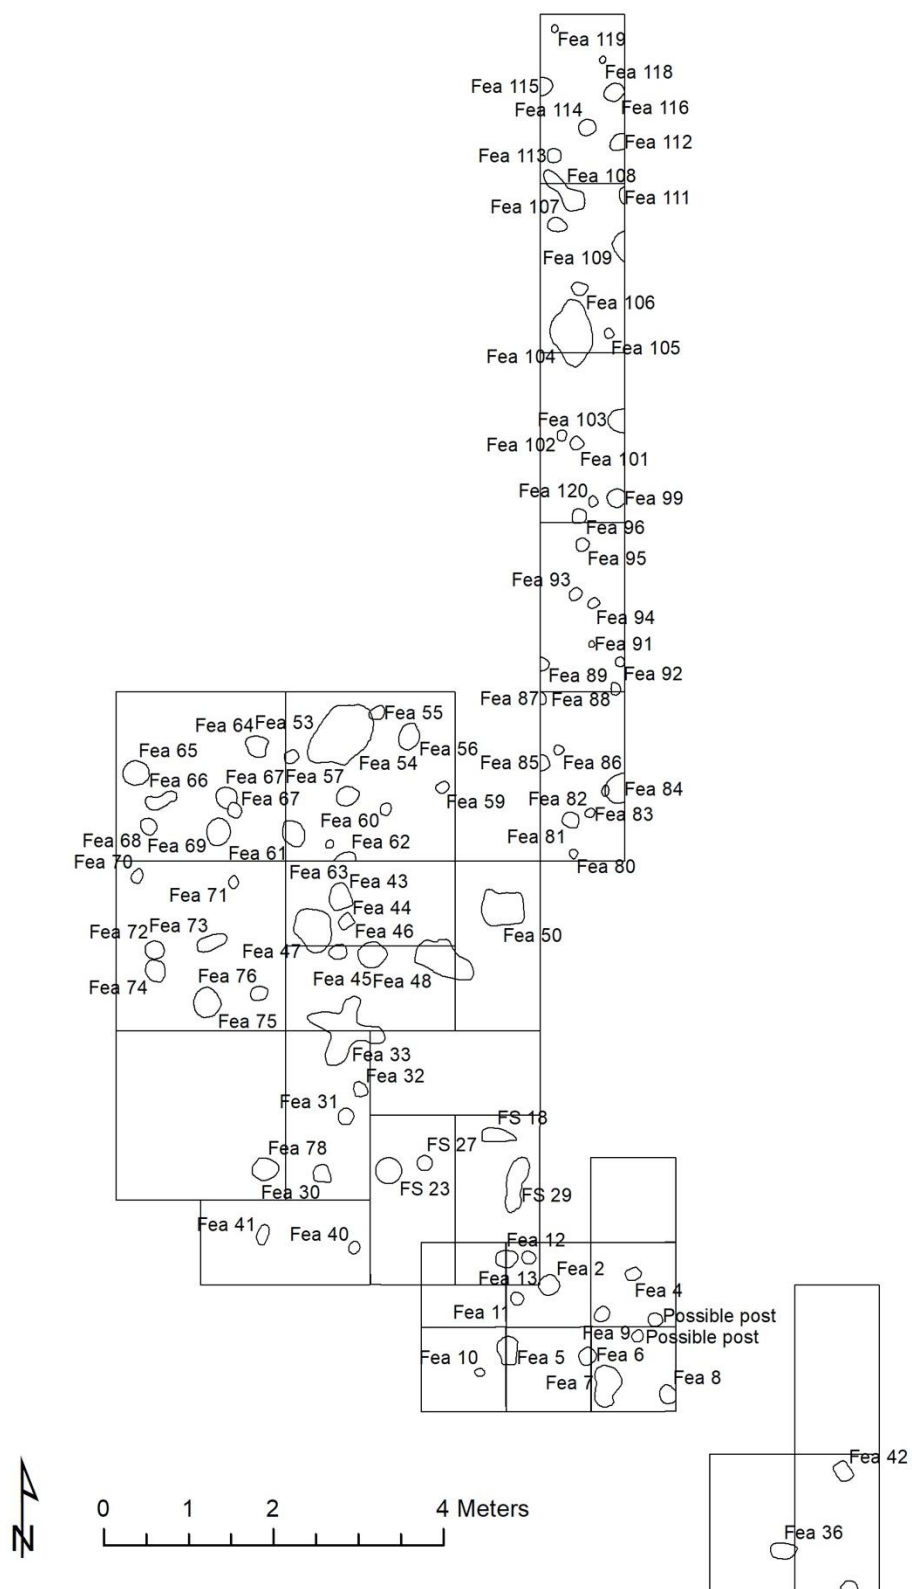 Fea 119
Fea 118
Fea 115
Fea 116
Fea 114
Fea 112
Fea 113
Fea 108
Fea 111
Fea 107
Fea 109
Fea 106
Fea 105
Fea 104
Fea 103
Fea 102
Fea 101
Fea 120
Fea 99
Fea 96
Fea 95
Fea 93
Fea 94
Fea 91
Fea 89
Fea 92
Fea 87
Fea 88
Fea 55
Fea 64
Fea 53
Fea 56
Fea 65
Fea 54
Fea 85
Fea 86
Fea 66
Fea 67
Fea 57
Fea 84
Fea 67
Fea 59
Fea 82
Fea 83
Fea 60
Fea 81
Fea 68
Fea 69
Fea 61
Fea 62
Fea 70
Fea 80
Fea 63
Fea 43
Fea 71
Fea 44
Fea 72
Fea 73
Fea 46
Fea 50
Fea 47
Fea 76
Fea 45
Fea 48
Fea 74
Fea 75
Fea 33
Fea 32
Fea 31
FS 18
Fea 78
FS 27
Fea 30
FS 23
FS 29
Fea 41
Fea 40
Fea 12
Fea 13
Fea 2
Fea 4
Fea 11
Possible post
Fea 9
Possible post
Fea 10
Fea 5
Fea 6
Fea 7
Fea 8
Fea 42
Fea 36
N
0 1 2 4 Meters